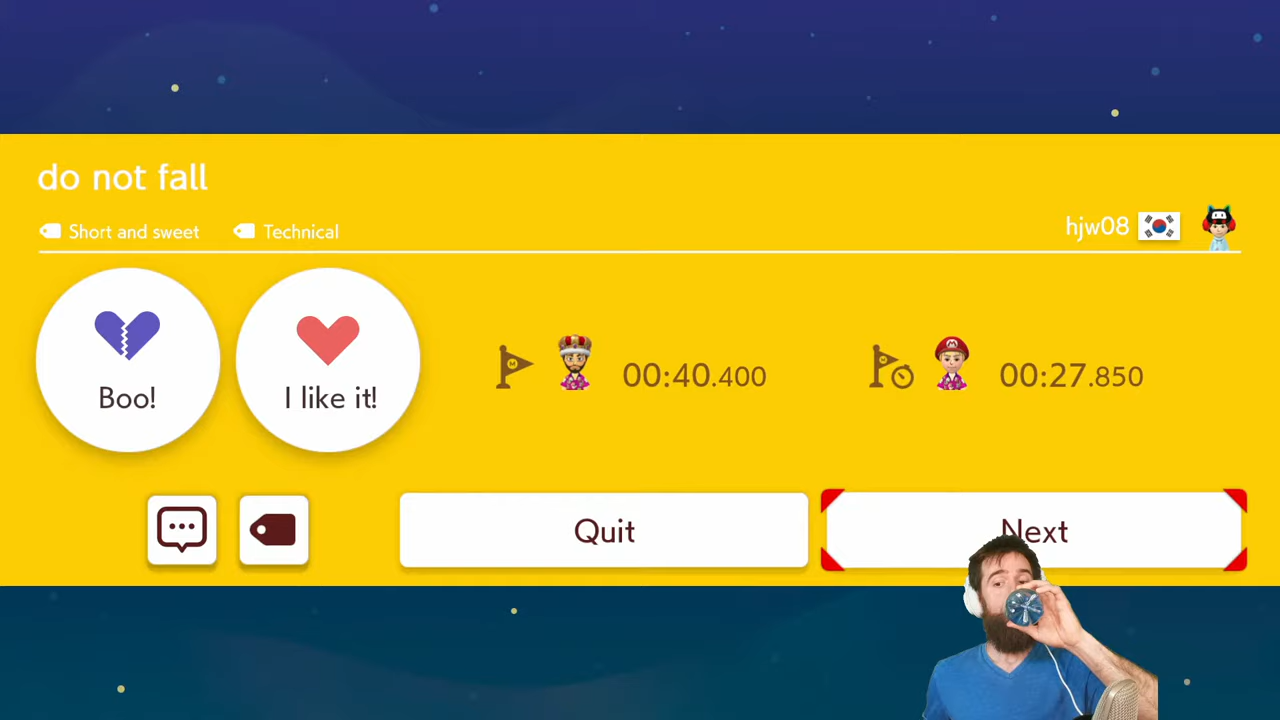 do not fall
Short and sweet Technical
hjw08
Boo!
I like it!
00:40.400
00:27.850
Quit
Next